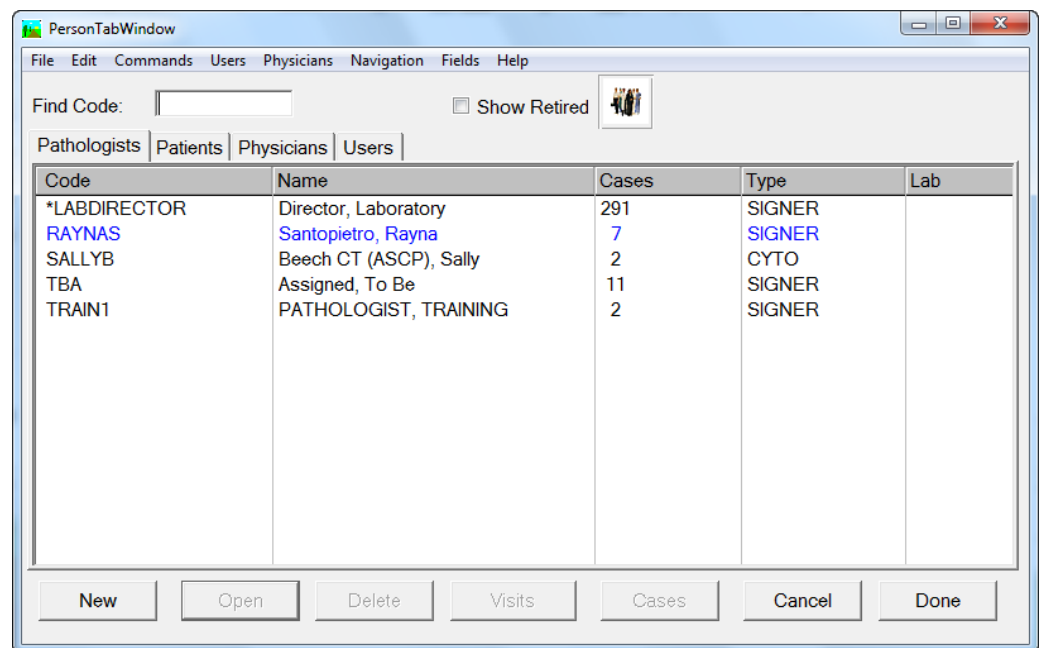 PersonTabWindow
File Edit Commands Users Physicians Navigation Fields Help
Find Code: Show Retired
Pathologists Patients Physicians Users
Code Name Cases Type Lab
*LABDIRECTOR Director, Laboratory 291 SIGNER
RAYNAS Santopietro, Rayna 7 SIGNER
SALLYB Beech CT (ASCP), Sally 2 CYTO
TBA Assigned, To Be 11 SIGNER
TRAIN1 PATHOLOGIST, TRAINING 2 SIGNER
New Open Delete Visits Cases Cancel Done